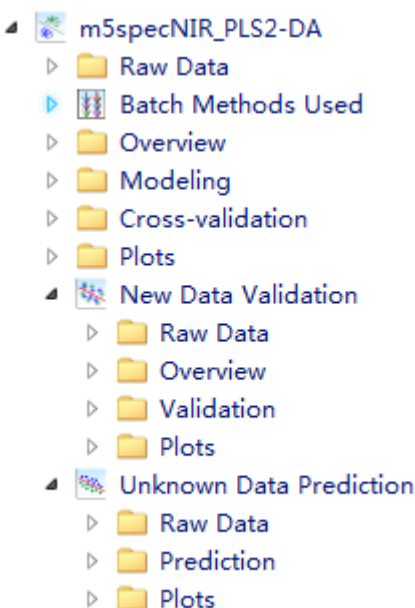 m5specNIR_PLS2-DA
Raw Data
Batch Methods Used
Overview
Modeling
Cross-validation
Plots
New Data Validation
Raw Data
Overview
Validation
Plots
Unknown Data Prediction
Raw Data
Prediction
Plots